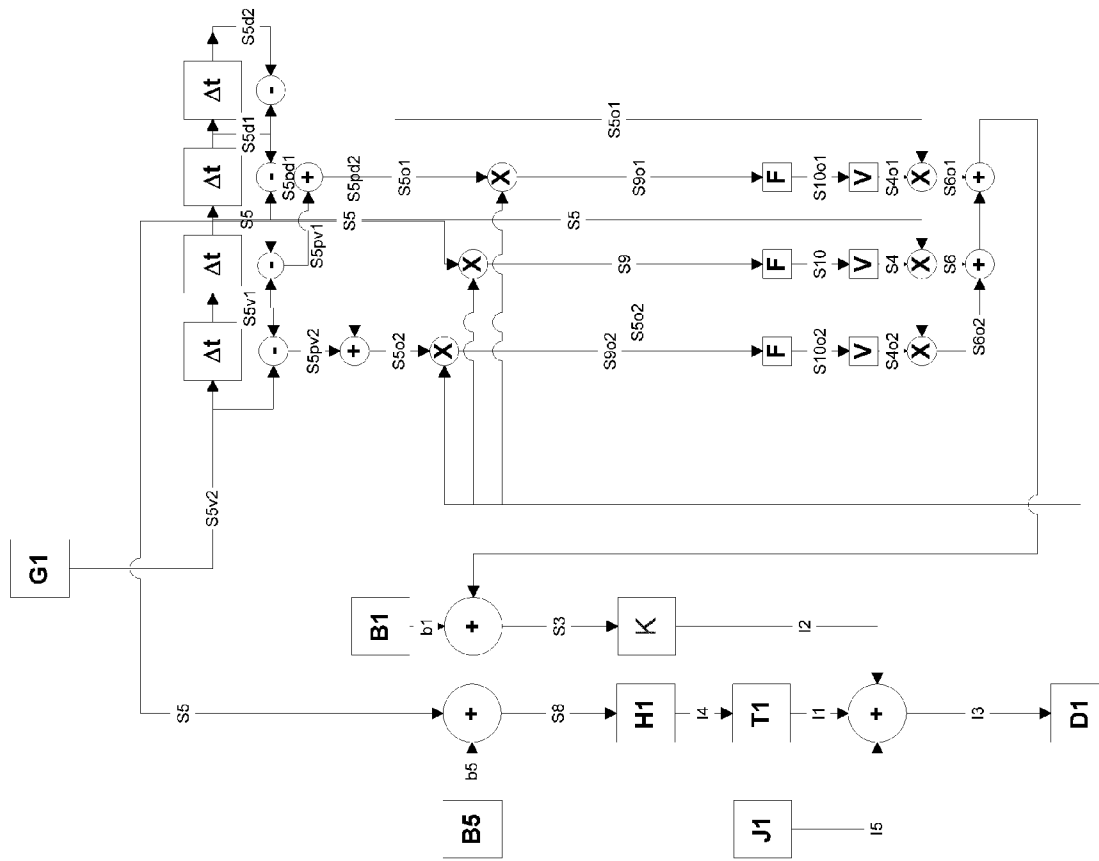 S5d2
Δt
-
S5d1
S5o1
Δt
-
S5pd1
+
S5pd2
S5o1
X
S9o1
F
S10o1
V
S4o1
X
S6o1
+
S5
S5
S5
Δt
-
S5pv1
X
S9
F
S10
V
S4
X
S6
+
S5v1
S5o2
Δt
-
S5pv2
+
S5o2
X
S9o2
F
S10o2
V
S4o2
X
S6o2
S5v2
G1
B1
b1
+
S3
K
I2
S5
+
S8
H1
I4
T1
I1
+
I3
D1
b5
B5
J1
I5